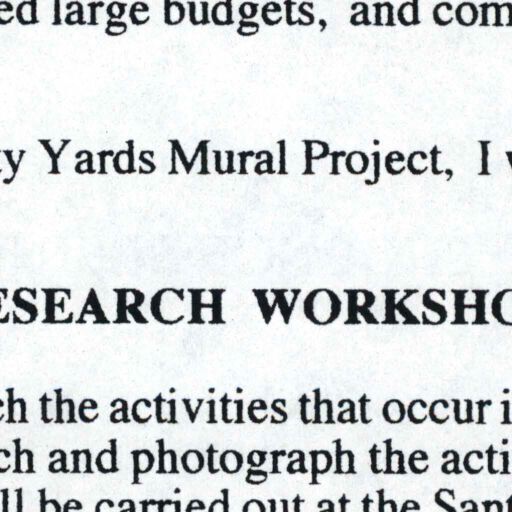 ed large budgets, and com
ty Yards Mural Project, I
ESEARCH WORKSHO
ch the activities that occur i
ch and photograph the acti
ll be carried out at the Sant